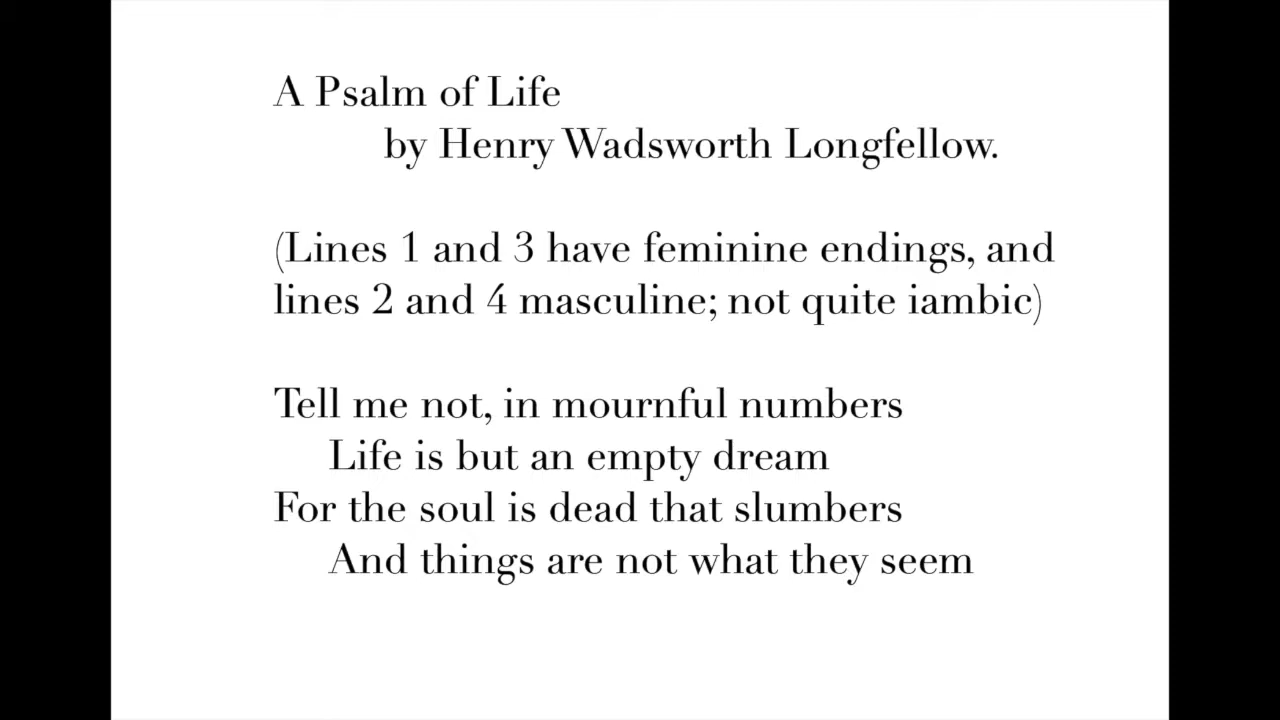 A Psalm of Life
by Henry Wadsworth Longfellow.
(Lines 1 and 3 have feminine endings, and
lines 2 and 4 masculine; not quite iambic)
Tell me not, in mournful numbers
Life is but an empty dream
For the soul is dead that slumbers
And things are not what they seem